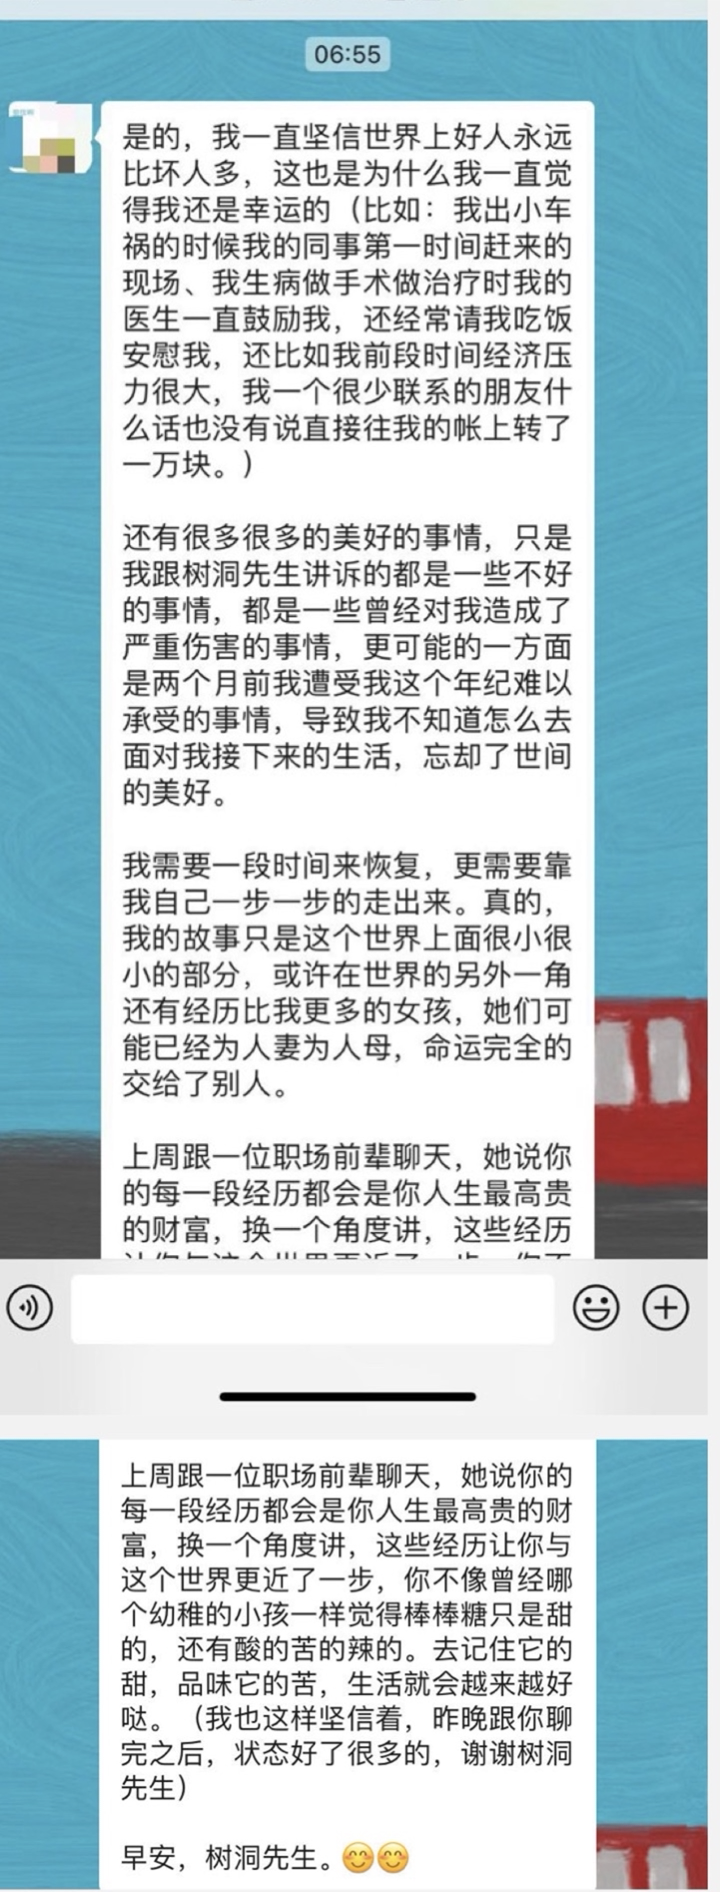 06:55
是的，我一直坚信世界上好人永远
比坏人多，这也是为什么我一直觉
得我还是幸运的（比如：我出小车
祸的时候我的同事第一时间赶来的
现场、我生病做手术做治疗时我的
医生一直鼓励我，还经常请我吃饭
安慰我，还比如我前段时间经济压
力很大，我一个很少联系的朋友什
么话也没有说直接往我的帐上转了
一万块。）
还有很多很多的美好的事情，只是
我跟树洞先生讲诉的都是一些不好
的事情，都是一些曾经对我造成了
严重伤害的事情，更可能的一方面
是两个月前我遭受我这个年纪难以
承受的事情，导致我不知道怎么去
面对我接下来的生活，忘却了世间
的美好。
我需要一段时间来恢复，更需要靠
我自己一步一步的走出来。真的，
我的故事只是这个世界上面很小很
小的部分，或许在世界的另外一角
还有经历比我更多的女孩，她们可
能已经为人妻为人母，命运完全的
交给了别人。
上周跟一位职场前辈聊天，她说你
的每一段经历都会是你人生最高贵
的财富，换一个角度讲，这些经历
让你与这个世界更近了一步，你不
上周跟一位职场前辈聊天，她说你的
每一段经历都会是你人生最高贵的财
富，换一个角度讲，这些经历让你与
这个世界更近了一步，你不像曾经哪
个幼稚的小孩一样觉得棒棒糖只是甜
的，还有酸的苦的辣的。去记住它的
甜，品味它的苦，生活就会越来越好
哒。（我也这样坚信着，昨晚跟你聊
完之后，状态好了很多的，谢谢树洞
先生）
早安，树洞先生。😊😊